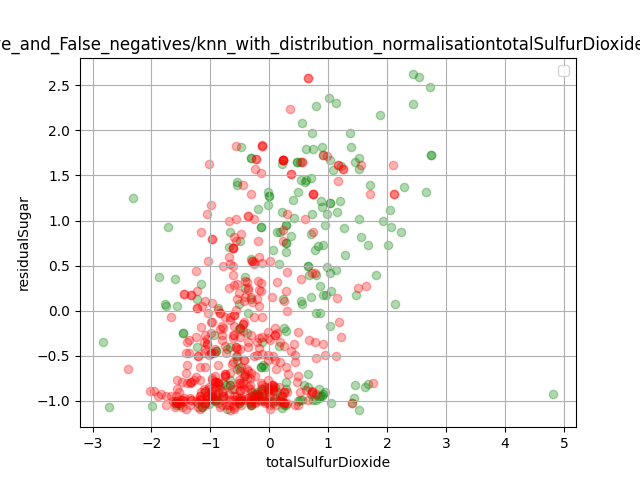 e_and_False_negatives/knn_with_distribution_normalisationtotalSulfurDioxide
residualSugar
2.5
2.0
1.5
1.0
0.5
0.0
−0.5
−1.0
−3 −2 −1 0 1 2 3 4 5
totalSulfurDioxide